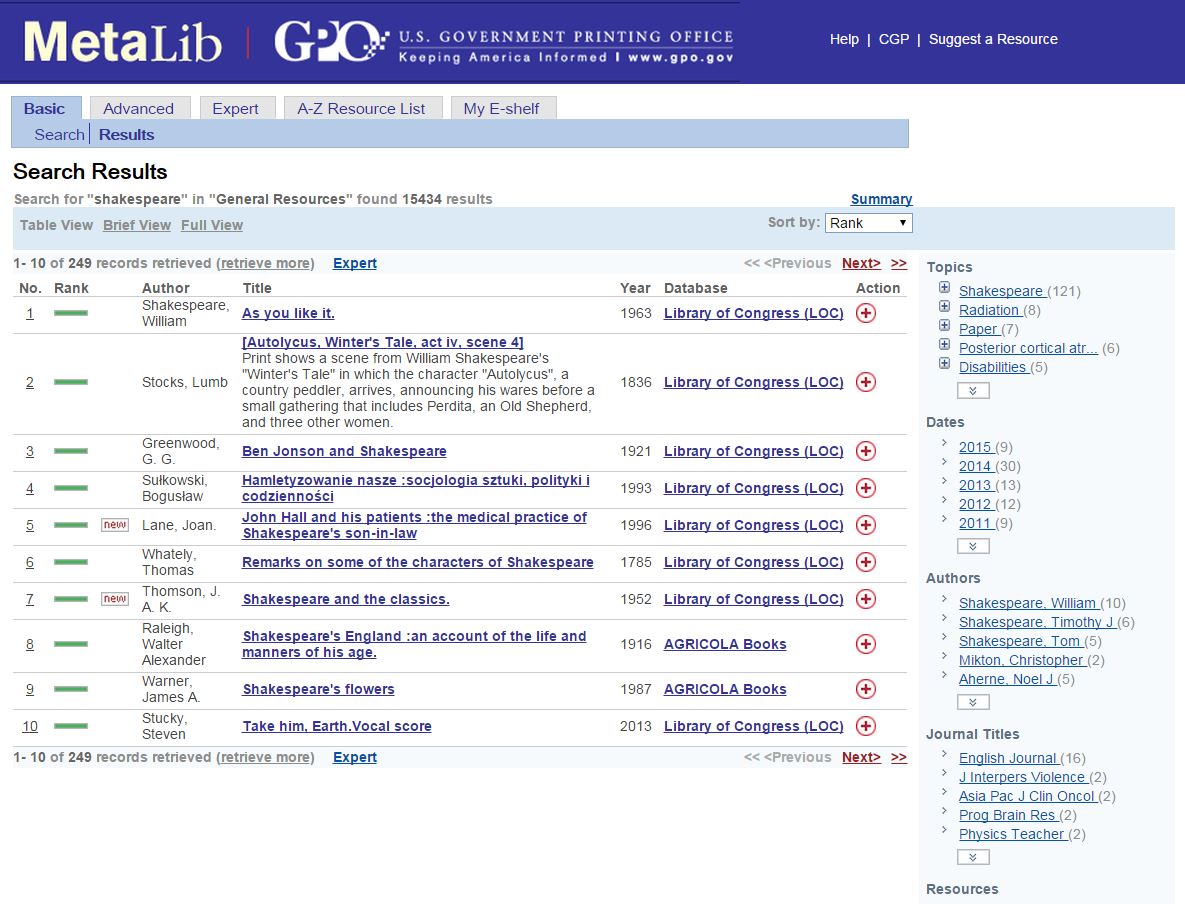 MetaLib | GPO U.S. GOVERNMENT PRINTING OFFICE
Keeping America Informed | www.gpo.gov
Help | CGP | Suggest a Resource
Basic Advanced Expert A-Z Resource List My E-shelf
Search | Results
Search Results
Search for "shakespeare" in "General Resources" found 15434 results Summary
Table View Brief View Full View Sort by: Rank
1- 10 of 249 records retrieved (retrieve more) Expert << <Previous Next> >>
No. Rank Author Title Year Database Action
1 Shakespeare, William As you like it. 1963 Library of Congress (LOC)
2 Stocks, Lumb [Autolycus, Winter's Tale, act iv, scene 4] 1836 Library of Congress (LOC)
Print shows a scene from William Shakespeare's
"Winter's Tale" in which the character "Autolycus", a
country peddler, arrives, announcing his wares before a
small gathering that includes Perdita, an Old Shepherd,
and three other women.
3 Greenwood, G. G. Ben Jonson and Shakespeare 1921 Library of Congress (LOC)
4 Sułkowski, Bogusław Hamletyzowanie nasze :socjologia sztuki, polityki i codzienności 1993 Library of Congress (LOC)
5 new Lane, Joan. John Hall and his patients :the medical practice of Shakespeare's son-in-law 1996 Library of Congress (LOC)
6 Whately, Thomas Remarks on some of the characters of Shakespeare 1785 Library of Congress (LOC)
7 new Thomson, J. A. K. Shakespeare and the classics. 1952 Library of Congress (LOC)
8 Raleigh, Walter Alexander Shakespeare's England :an account of the life and manners of his age. 1916 AGRICOLA Books
9 Warner, James A. Shakespeare's flowers 1987 AGRICOLA Books
10 Stucky, Steven Take him, Earth.Vocal score 2013 Library of Congress (LOC)
1- 10 of 249 records retrieved (retrieve more) Expert << <Previous Next> >>
Topics
Shakespeare (121)
Radiation (8)
Paper (7)
Posterior cortical atr... (6)
Disabilities (5)
Dates
2015 (9)
2014 (30)
2013 (13)
2012 (12)
2011 (9)
Authors
Shakespeare, William (10)
Shakespeare, Timothy J (6)
Shakespeare, Tom (5)
Mikton, Christopher (2)
Aherne, Noel J (5)
Journal Titles
English Journal (16)
J Interpers Violence (2)
Asia Pac J Clin Oncol (2)
Prog Brain Res (2)
Physics Teacher (2)
Resources